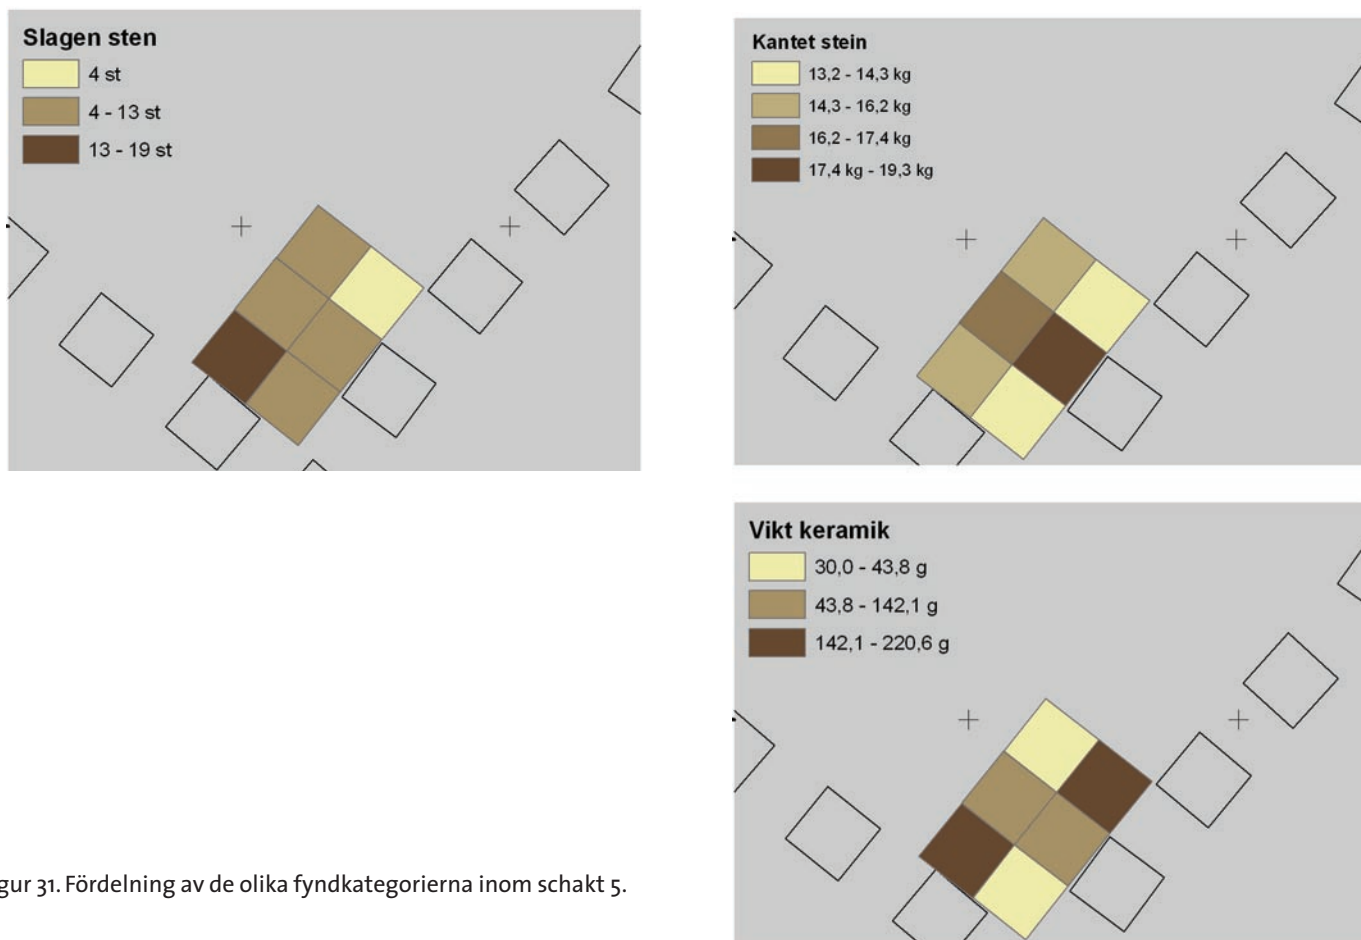 Slagen sten
4 st
4 - 13 st
13 - 19 st
Kantet stein
13,2 - 14,3 kg
14,3 - 16,2 kg
16,2 - 17,4 kg
17,4 kg - 19,3 kg
Vikt keramik
30,0 - 43,8 g
43,8 - 142,1 g
142,1 - 220,6 g
gur 31. Fördelning av de olika fyndkategorierna inom schakt 5.